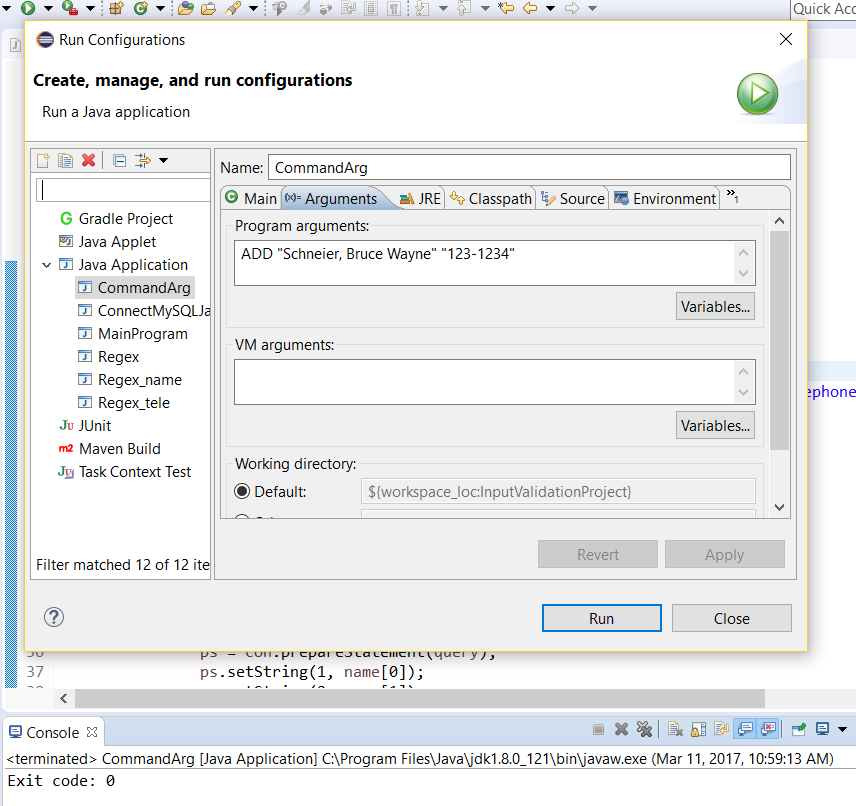 Quick Acc
Run Configurations
Create, manage, and run configurations
Run a Java application
Name: CommandArg
Main Arguments JRE Classpath Source Environment »1
Gradle Project
Java Applet
Java Application
CommandArg
ConnectMySQLJa
MainProgram
Regex
Regex_name
Regex_tele
JUnit
Maven Build
Task Context Test
Filter matched 12 of 12 ite
Program arguments:
ADD "Schneier, Bruce Wayne" "123-1234"
Variables...
VM arguments:
Variables...
Working directory:
Default: ${workspace_loc:InputValidationProject}
Revert Apply
Run Close
ephone
ps = con.prepareStatement(query);
37 ps.setString(1, name[0]);
Console
<terminated> CommandArg [Java Application] C:\Program Files\Java\jdk1.8.0_121\bin\javaw.exe (Mar 11, 2017, 10:59:13 AM)
Exit code: 0